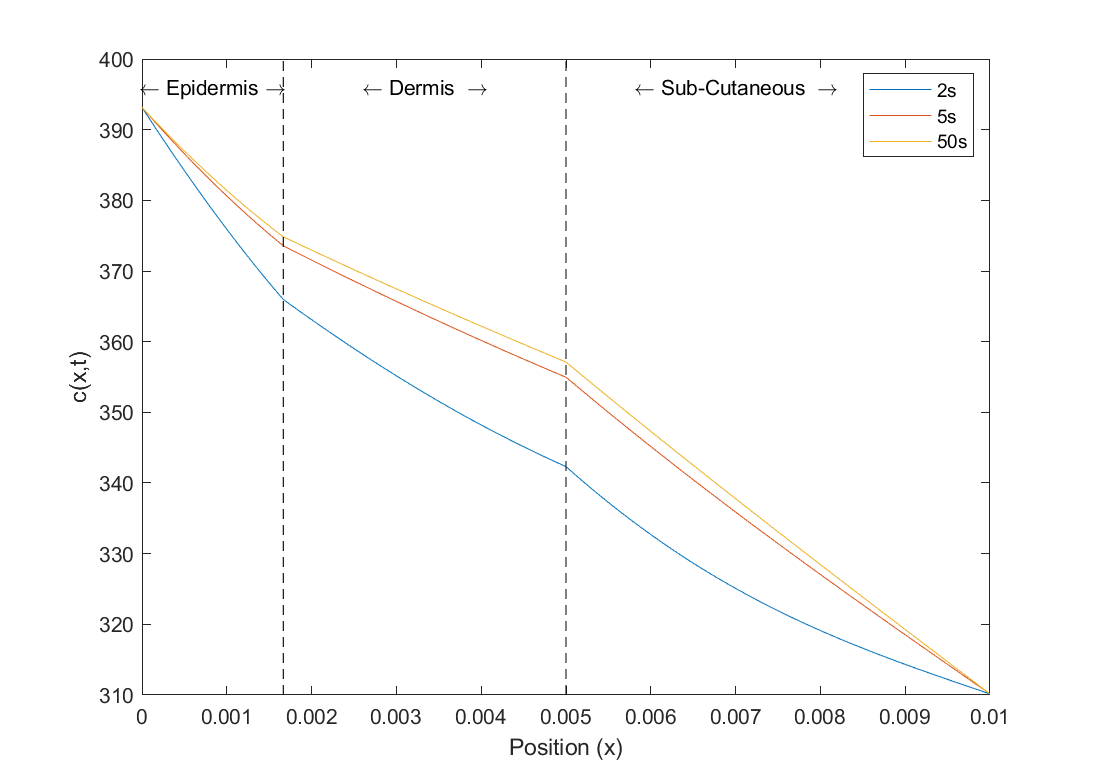 400
← Epidermis →
← Dermis →
← Sub-Cutaneous →
2s
5s
50s
390
380
370
360
350
340
330
320
310
c(x,t)
0
0.001
0.002
0.003
0.004
0.005
0.006
0.007
0.008
0.009
0.01
Position (x)